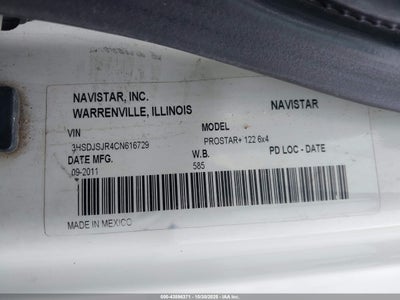 NAVISTAR, INC.
WARRENVILLE, ILLINOIS NAVISTAR
VIN MODEL
3HSDJSJR4CN616729 PROSTAR+ 122 6x4
DATE MFG. W.B. PD LOC - DATE
09-2011 585
MADE IN MEXICO